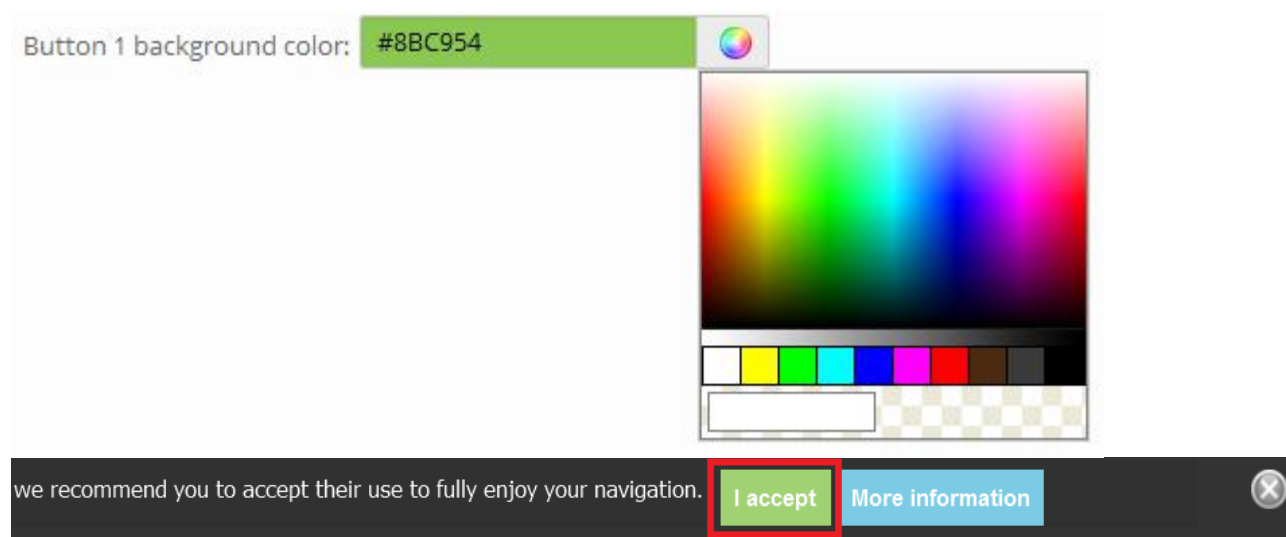 Button 1 background color: #8BC954
we recommend you to accept their use to fully enjoy your navigation. I accept More information